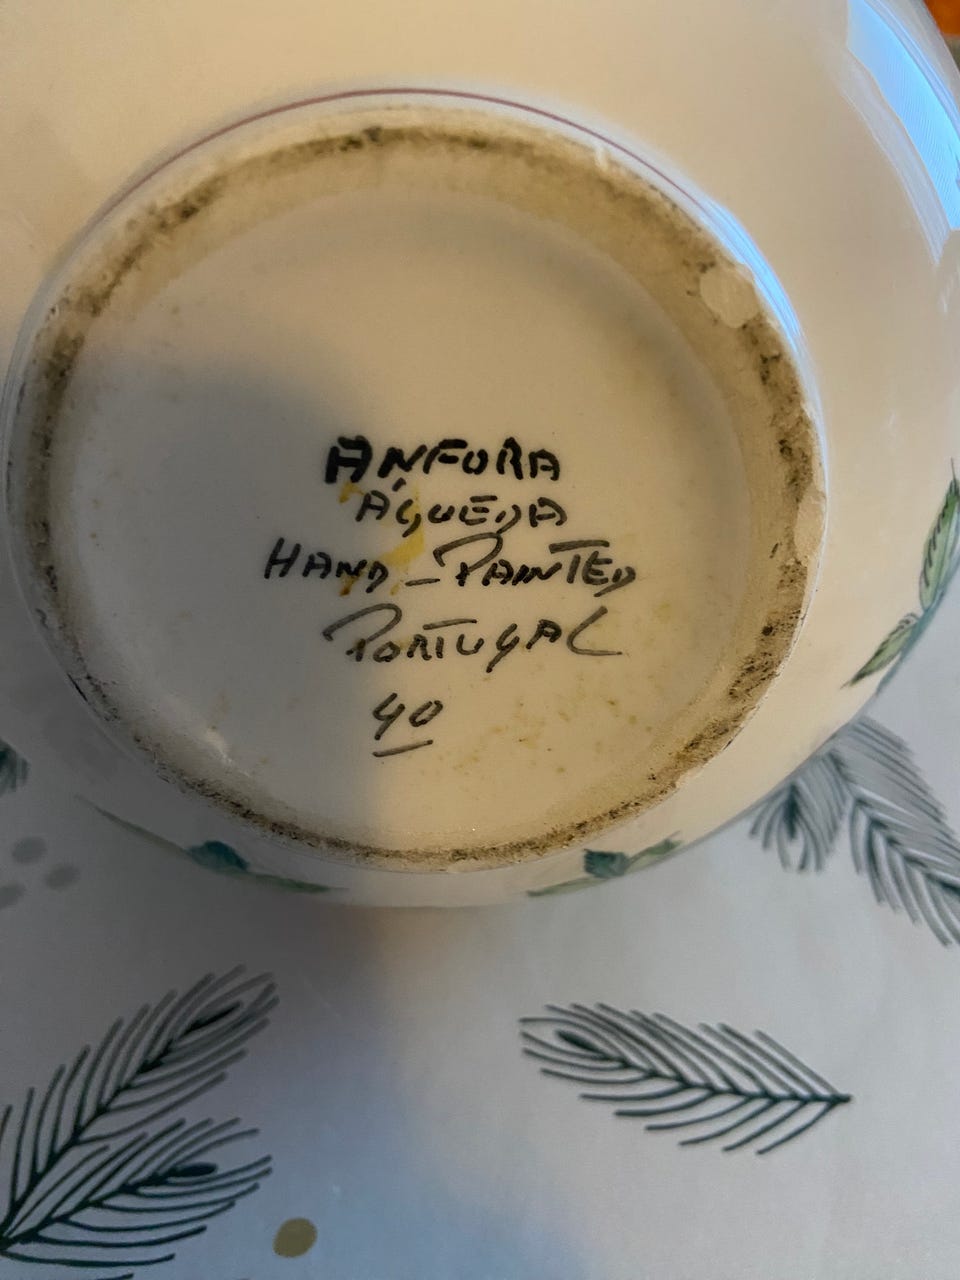 ANFORA
ÁGUEDA
HAND-PAINTED
PORTUGAL
40